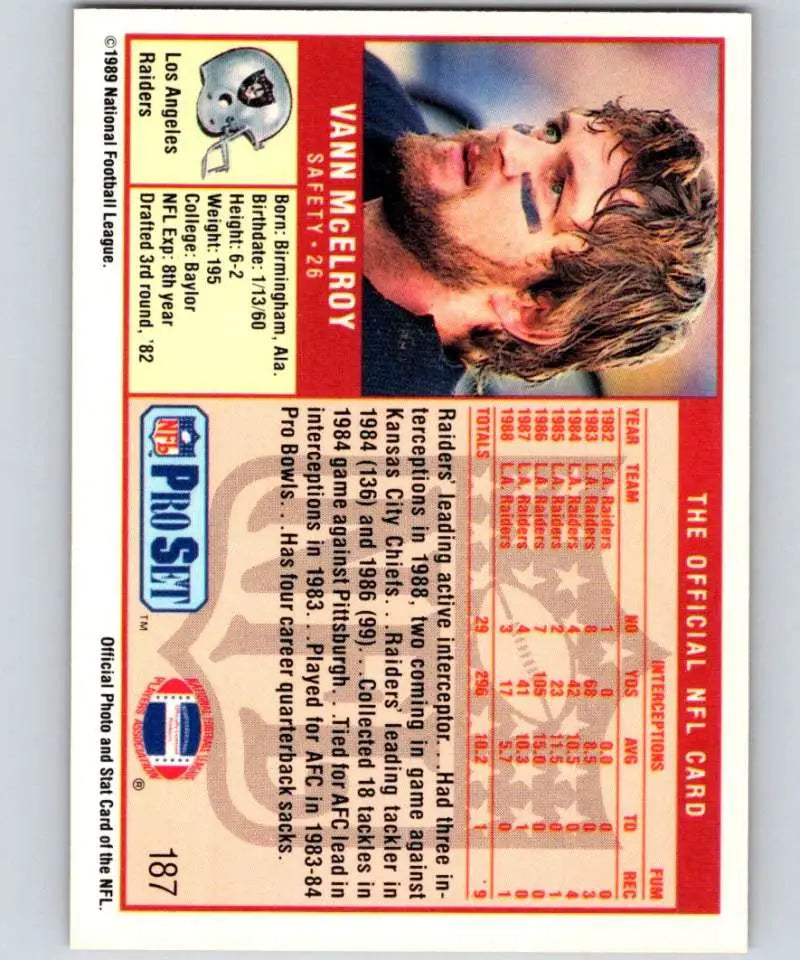 THE OFFICIAL NFL CARD
INTERCEPTIONS FUM
YEAR TEAM NO YDS AVG TD REC
1982 L.A. Raiders 1 0 0.0 0 0
1983 L.A. Raiders 8 68 8.5 0 3
1984 L.A. Raiders 4 42 10.5 0 4
1985 L.A. Raiders 2 23 11.5 0 1
1986 L.A. Raiders 7 105 15.0 0 0
1987 L.A. Raiders 4 41 10.3 1 0
1988 L.A. Raiders 3 17 5.7 0 1
TOTALS 29 296 10.2 1 9
Raiders' leading active interceptor. . .Had three in-
terceptions in 1988, two coming in game against
Kansas City Chiefs. . .Raiders' leading tackler in
1984 (136) and 1986 (99). . .Collected 18 tackles in
1984 game against Pittsburgh. . .Tied for AFC lead in
interceptions in 1983. . .Played for AFC in 1983-84
Pro Bowls. . .Has four career quarterback sacks.
VANN McELROY
SAFETY • 26
Los Angeles
Raiders
Born: Birmingham, Ala.
Birthdate: 1/13/60
Height: 6-2
Weight: 195
College: Baylor
NFL Exp: 8th year
Drafted 3rd round, '82
NFL
PRO SET™
NATIONAL FOOTBALL LEAGUE
PLAYERS ASSOCIATION
®
187
©1989 National Football League.
Official Photo and Stat Card of the NFL.